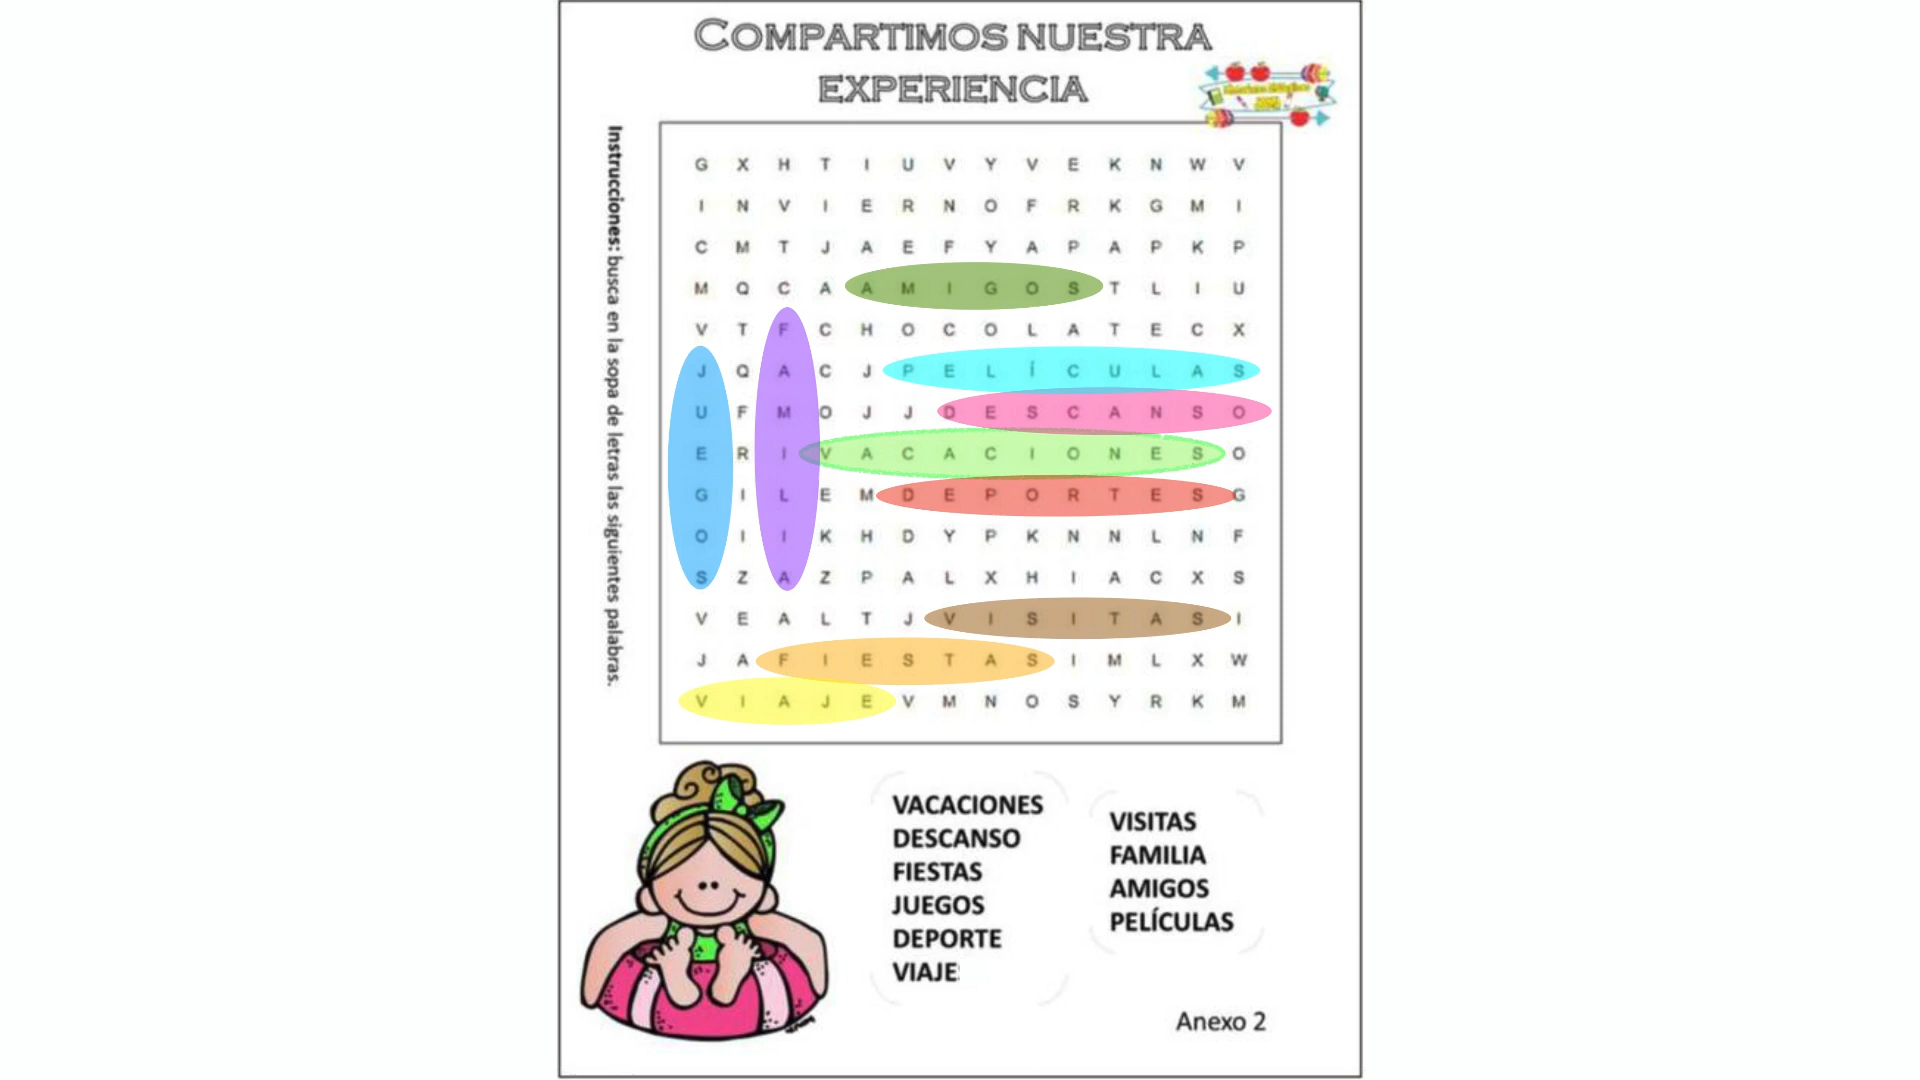 COMPARTIMOS NUESTRA
EXPERIENCIA
Instrucciones: busca en la sopa de letras las siguientes palabras.
G X H T I U V Y V E K N W V
I N V I E R N O F R K G M I
C M T J A E F Y A P A P K P
M Q C A A M I G O S T L I U
V T F C H O C O L A T E C X
J Q A C J P E L Í C U L A S
U F M O J J D E S C A N S O
E R I V A C A C I O N E S O
G I L E M D E P O R T E S G
O I I K H D Y P K N N L N F
S Z A Z P A L X H I A C X S
V E A L T J V I S I T A S I
J A F I E S T A S I M L X W
V I A J E V M N O S Y R K M
VACACIONES
DESCANSO
FIESTAS
JUEGOS
DEPORTE
VIAJE
VISITAS
FAMILIA
AMIGOS
PELÍCULAS
Anexo 2